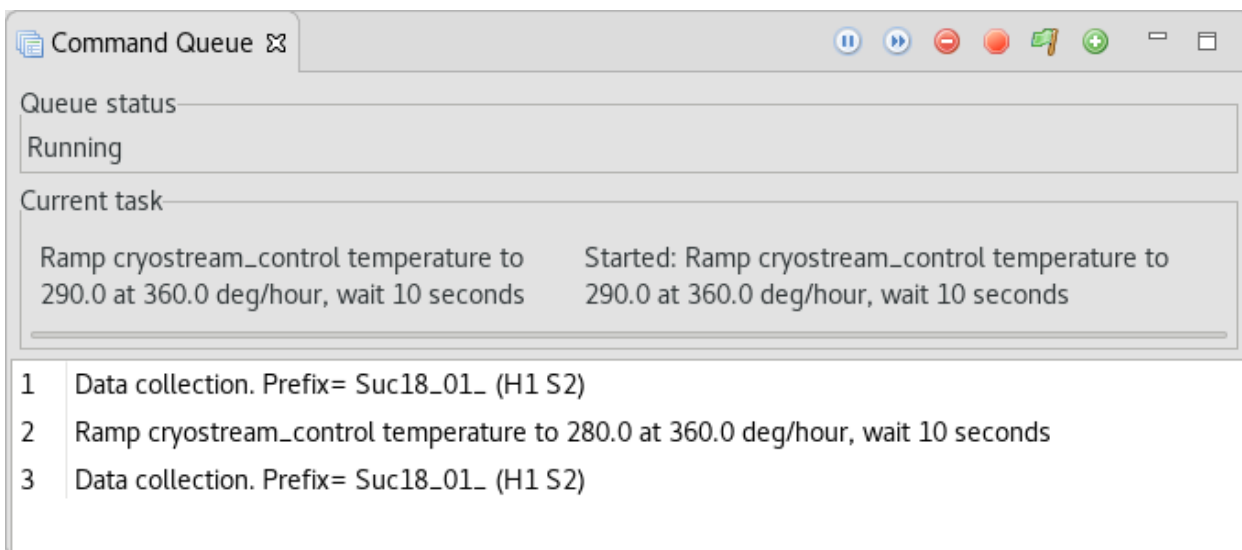 Command Queue
Queue status
Running
Current task
Ramp cryostream_control temperature to
290.0 at 360.0 deg/hour, wait 10 seconds
Started: Ramp cryostream_control temperature to
290.0 at 360.0 deg/hour, wait 10 seconds
1 Data collection. Prefix= Suc18_01_ (H1 S2)
2 Ramp cryostream_control temperature to 280.0 at 360.0 deg/hour, wait 10 seconds
3 Data collection. Prefix= Suc18_01_ (H1 S2)